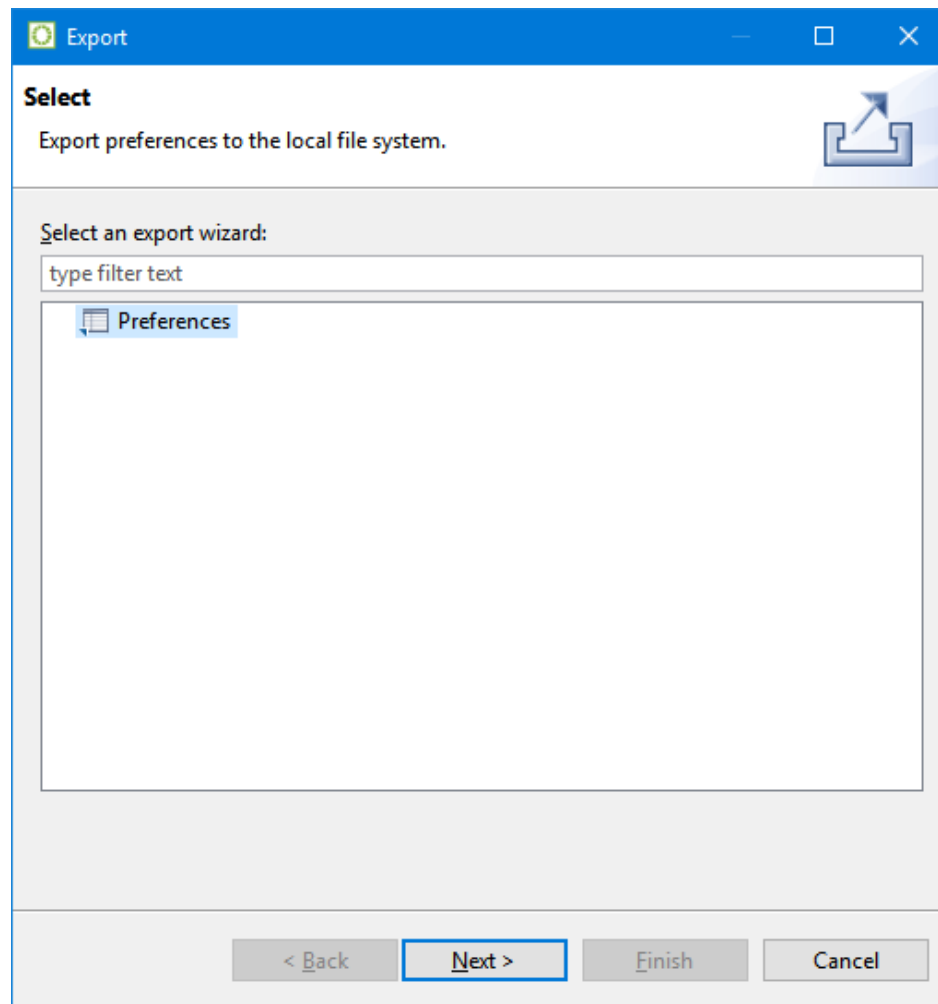 Export
Select
Export preferences to the local file system.
Select an export wizard:
type filter text
Preferences
< Back Next > Finish Cancel